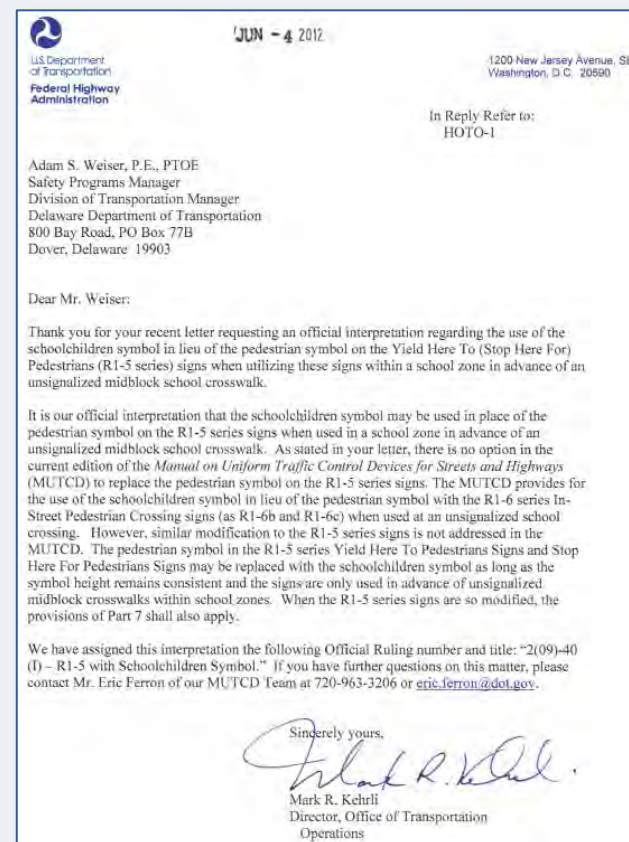 JUN - 4 2012
U.S. Department
of Transportation
Federal Highway
Administration
1200 New Jersey Avenue, SE
Washington, D.C. 20590
In Reply Refer to:
HOTO-1
Adam S. Weiser, P.E., PTOE
Safety Programs Manager
Division of Transportation Manager
Delaware Department of Transportation
800 Bay Road, PO Box 77B
Dover, Delaware 19903
Dear Mr. Weiser:
Thank you for your recent letter requesting an official interpretation regarding the use of the
schoolchildren symbol in lieu of the pedestrian symbol on the Yield Here To (Stop Here For)
Pedestrians (R1-5 series) signs when utilizing these signs within a school zone in advance of an
unsignalized midblock school crosswalk.
It is our official interpretation that the schoolchildren symbol may be used in place of the
pedestrian symbol on the R1-5 series signs when used in a school zone in advance of an
unsignalized midblock school crosswalk. As stated in your letter, there is no option in the
current edition of the Manual on Uniform Traffic Control Devices for Streets and Highways
(MUTCD) to replace the pedestrian symbol on the R1-5 series signs. The MUTCD provides for
the use of the schoolchildren symbol in lieu of the pedestrian symbol with the R1-6 series In-
Street Pedestrian Crossing signs (as R1-6b and R1-6c) when used at an unsignalized school
crossing. However, similar modification to the R1-5 series signs is not addressed in the
MUTCD. The pedestrian symbol in the R1-5 series Yield Here To Pedestrians Signs and Stop
Here For Pedestrians Signs may be replaced with the schoolchildren symbol as long as the
symbol height remains consistent and the signs are only used in advance of unsignalized
midblock crosswalks within school zones. When the R1-5 series signs are so modified, the
provisions of Part 7 shall also apply.
We have assigned this interpretation the following Official Ruling number and title: "2(09)-40
(I) – R1-5 with Schoolchildren Symbol." If you have further questions on this matter, please
contact Mr. Eric Ferron of our MUTCD Team at 720-963-3206 or eric.ferron@dot.gov.
Sincerely yours,
Mark R. Kehrli
Mark R. Kehrli
Director, Office of Transportation
Operations